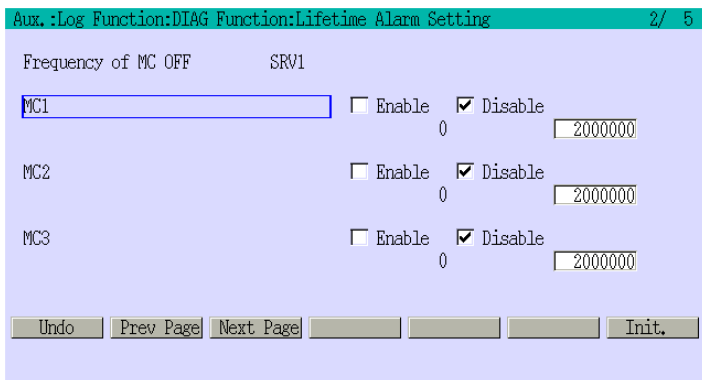 Aux.:Log Function:DIAG Function:Lifetime Alarm Setting 2/ 5
Frequency of MC OFF SRV1
MC1 Enable Disable
0 2000000
MC2 Enable Disable
0 2000000
MC3 Enable Disable
0 2000000
Undo Prev Page Next Page Init.